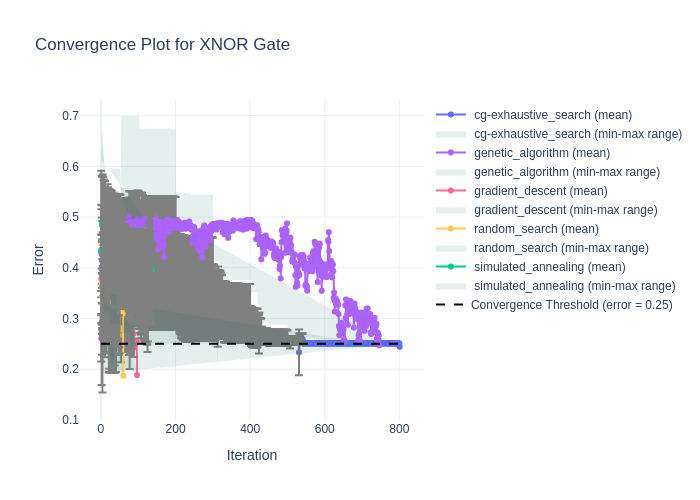 Convergence Plot for XNOR Gate
0.7
0.6
0.5
0.4
0.3
0.2
0.1
Error
0
200
400
600
800
Iteration
cg-exhaustive_search (mean)
cg-exhaustive_search (min-max range)
genetic_algorithm (mean)
genetic_algorithm (min-max range)
gradient_descent (mean)
gradient_descent (min-max range)
random_search (mean)
random_search (min-max range)
simulated_annealing (mean)
simulated_annealing (min-max range)
Convergence Threshold (error = 0.25)